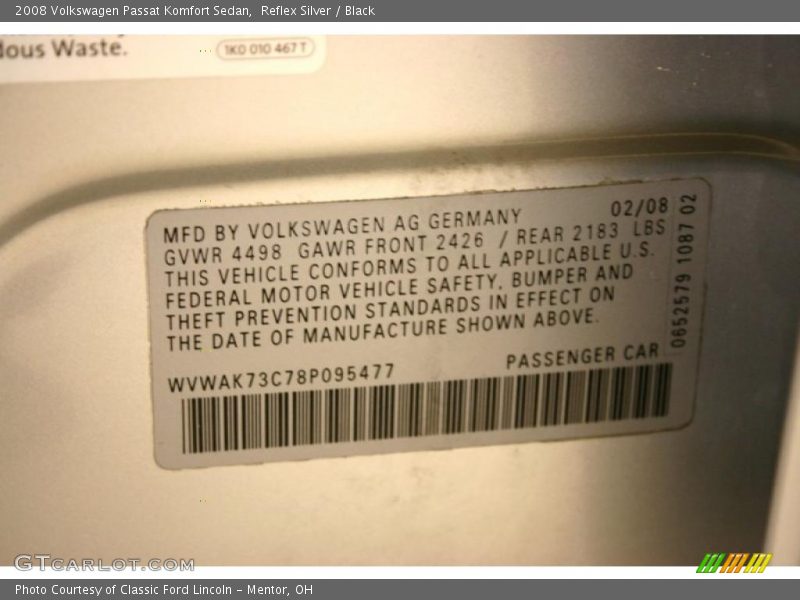 2008 Volkswagen Passat Komfort Sedan,  Reflex Silver / Black
ious Waste.
1K0 010 467 T
MFD BY VOLKSWAGEN AG GERMANY 02/08
GVWR 4498 GAWR FRONT 2426 / REAR 2183 LBS
THIS VEHICLE CONFORMS TO ALL APPLICABLE U.S.
FEDERAL MOTOR VEHICLE SAFETY, BUMPER AND
THEFT PREVENTION STANDARDS IN EFFECT ON
THE DATE OF MANUFACTURE SHOWN ABOVE.
0652579 1087 02
WVWAK73C78P095477 PASSENGER CAR
GTCARLOT.COM
Photo Courtesy of Classic Ford Lincoln - Mentor, OH